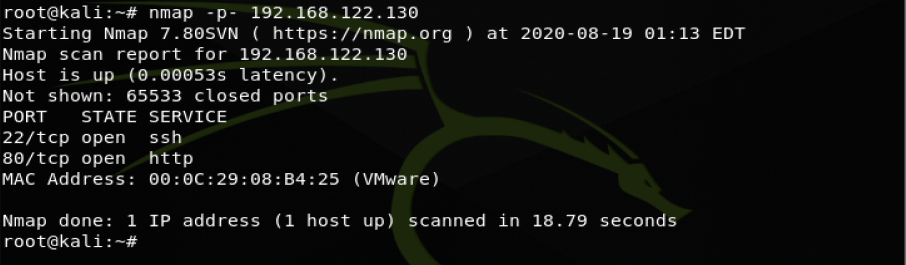 root@kali:~# nmap -p- 192.168.122.130
Starting Nmap 7.80SVN ( https://nmap.org ) at 2020-08-19 01:13 EDT
Nmap scan report for 192.168.122.130
Host is up (0.00053s latency).
Not shown: 65533 closed ports
PORT   STATE SERVICE
22/tcp open  ssh
80/tcp open  http
MAC Address: 00:0C:29:08:B4:25 (VMware)

Nmap done: 1 IP address (1 host up) scanned in 18.79 seconds
root@kali:~#